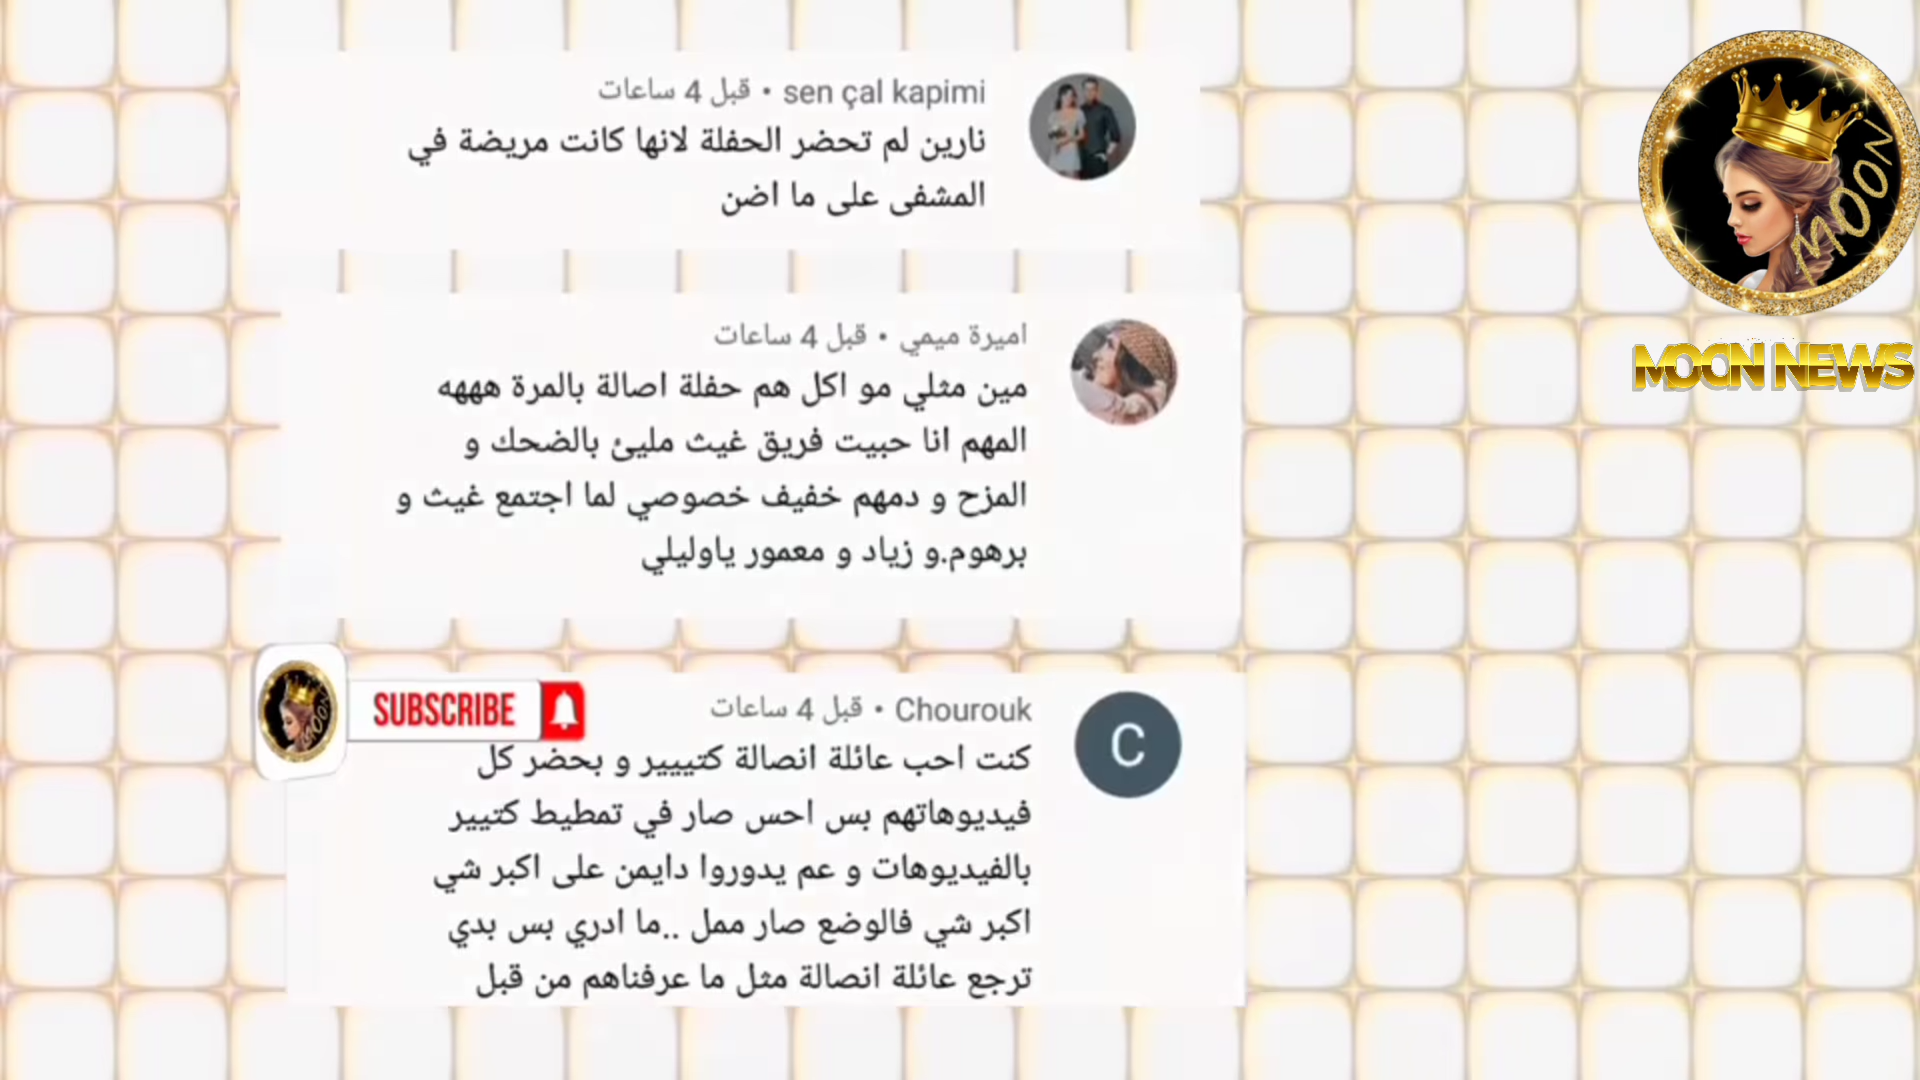 sen çal kapimi • قبل 4 ساعات
نارين لم تحضر الحفلة لانها كانت مريضة في
المشفى على ما اضن
اميرة ميمي • قبل 4 ساعات
مين مثلي مو اكل هم حفلة اصالة بالمرة هههه
المهم انا حبيت فريق غيث مليئ بالضحك و
المزح و دمهم خفيف خصوصي لما اجتمع غيث و
برهوم.و زياد و معمور ياوليلي
C
Chourouk • قبل 4 ساعات
كنت احب عائلة انصالة كتيييير و بحضر كل
فيديوهاتهم بس احس صار في تمطيط كتيير
بالفيديوهات و عم يدوروا دايمن على اكبر شي
اكبر شي فالوضع صار ممل ..ما ادري بس بدي
ترجع عائلة انصالة مثل ما عرفناهم من قبل
SUBSCRIBE
MOON
MOON
MOON NEWS